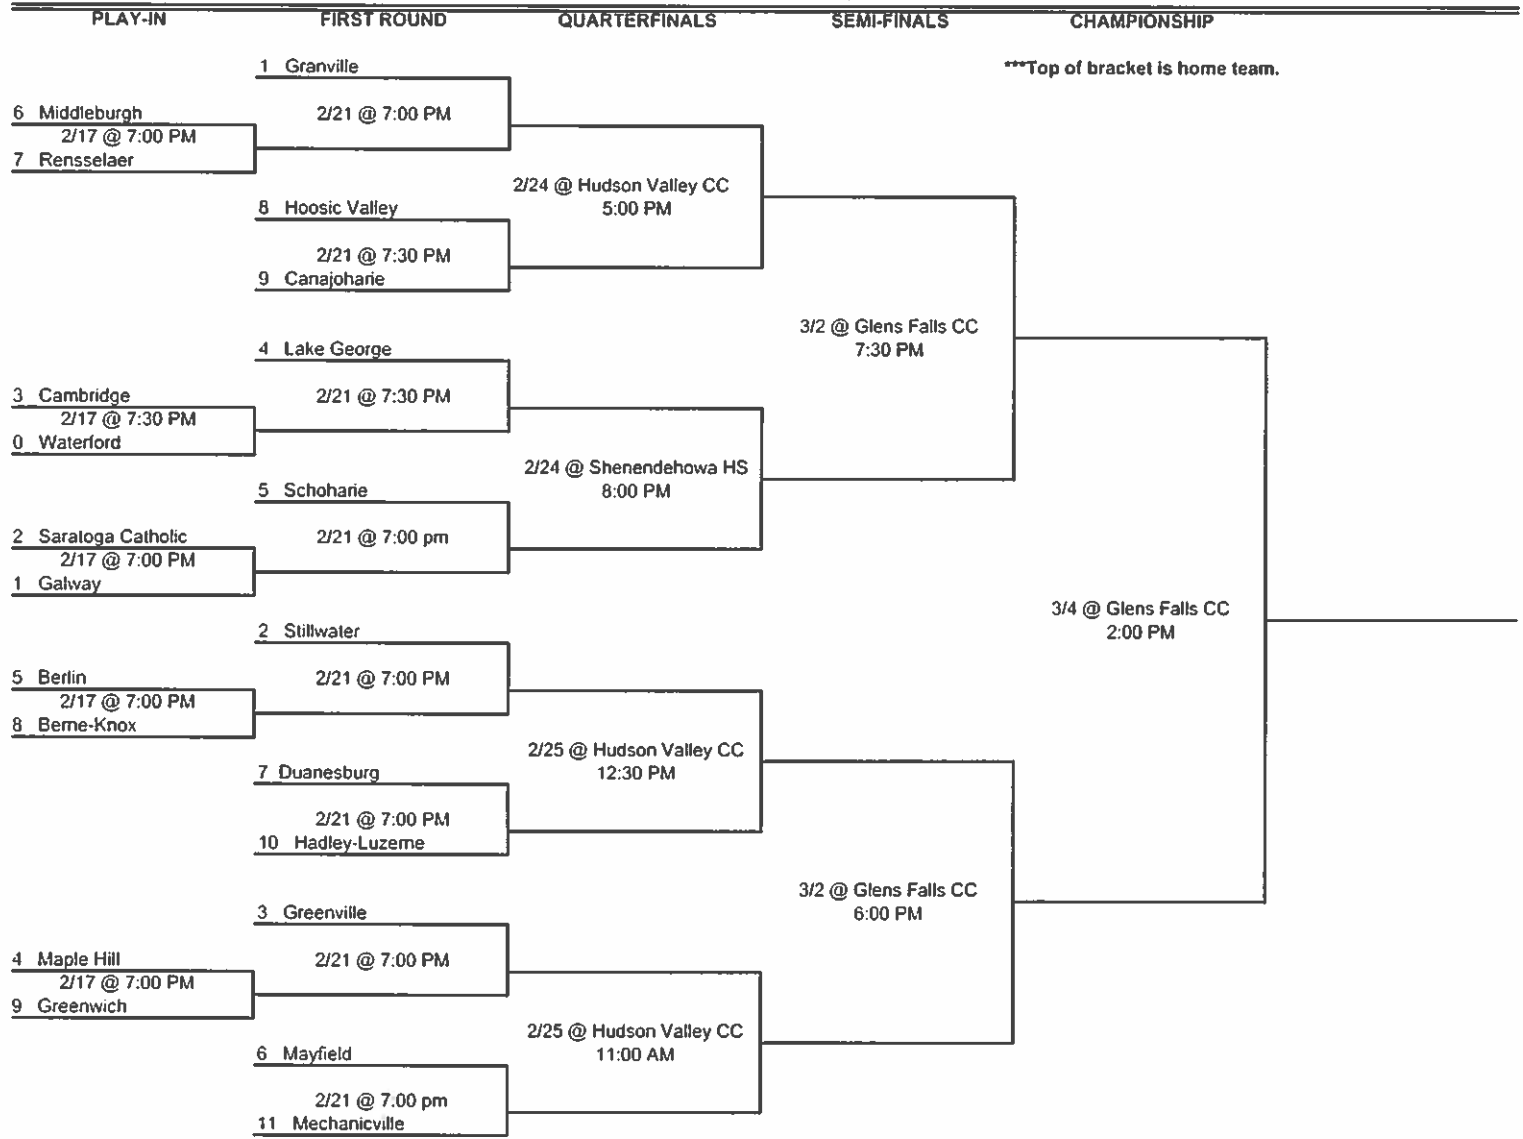 PLAY-IN FIRST ROUND QUARTERFINALS SEMI-FINALS CHAMPIONSHIP
***Top of bracket is home team.
1 Granville
2/21 @ 7:00 PM
6 Middleburgh
2/17 @ 7:00 PM
7 Rensselaer
2/24 @ Hudson Valley CC
5:00 PM
8 Hoosic Valley
2/21 @ 7:30 PM
9 Canajoharie
3/2 @ Glens Falls CC
7:30 PM
4 Lake George
2/21 @ 7:30 PM
3 Cambridge
2/17 @ 7:30 PM
0 Waterford
2/24 @ Shenendehowa HS
8:00 PM
5 Schoharie
2/21 @ 7:00 pm
2 Saratoga Catholic
2/17 @ 7:00 PM
1 Galway
3/4 @ Glens Falls CC
2:00 PM
2 Stillwater
2/21 @ 7:00 PM
5 Berlin
2/17 @ 7:00 PM
8 Berne-Knox
2/25 @ Hudson Valley CC
12:30 PM
7 Duanesburg
2/21 @ 7:00 PM
10 Hadley-Luzerne
3/2 @ Glens Falls CC
6:00 PM
3 Greenville
2/21 @ 7:00 PM
4 Maple Hill
2/17 @ 7:00 PM
9 Greenwich
2/25 @ Hudson Valley CC
11:00 AM
6 Mayfield
2/21 @ 7:00 pm
11 Mechanicville